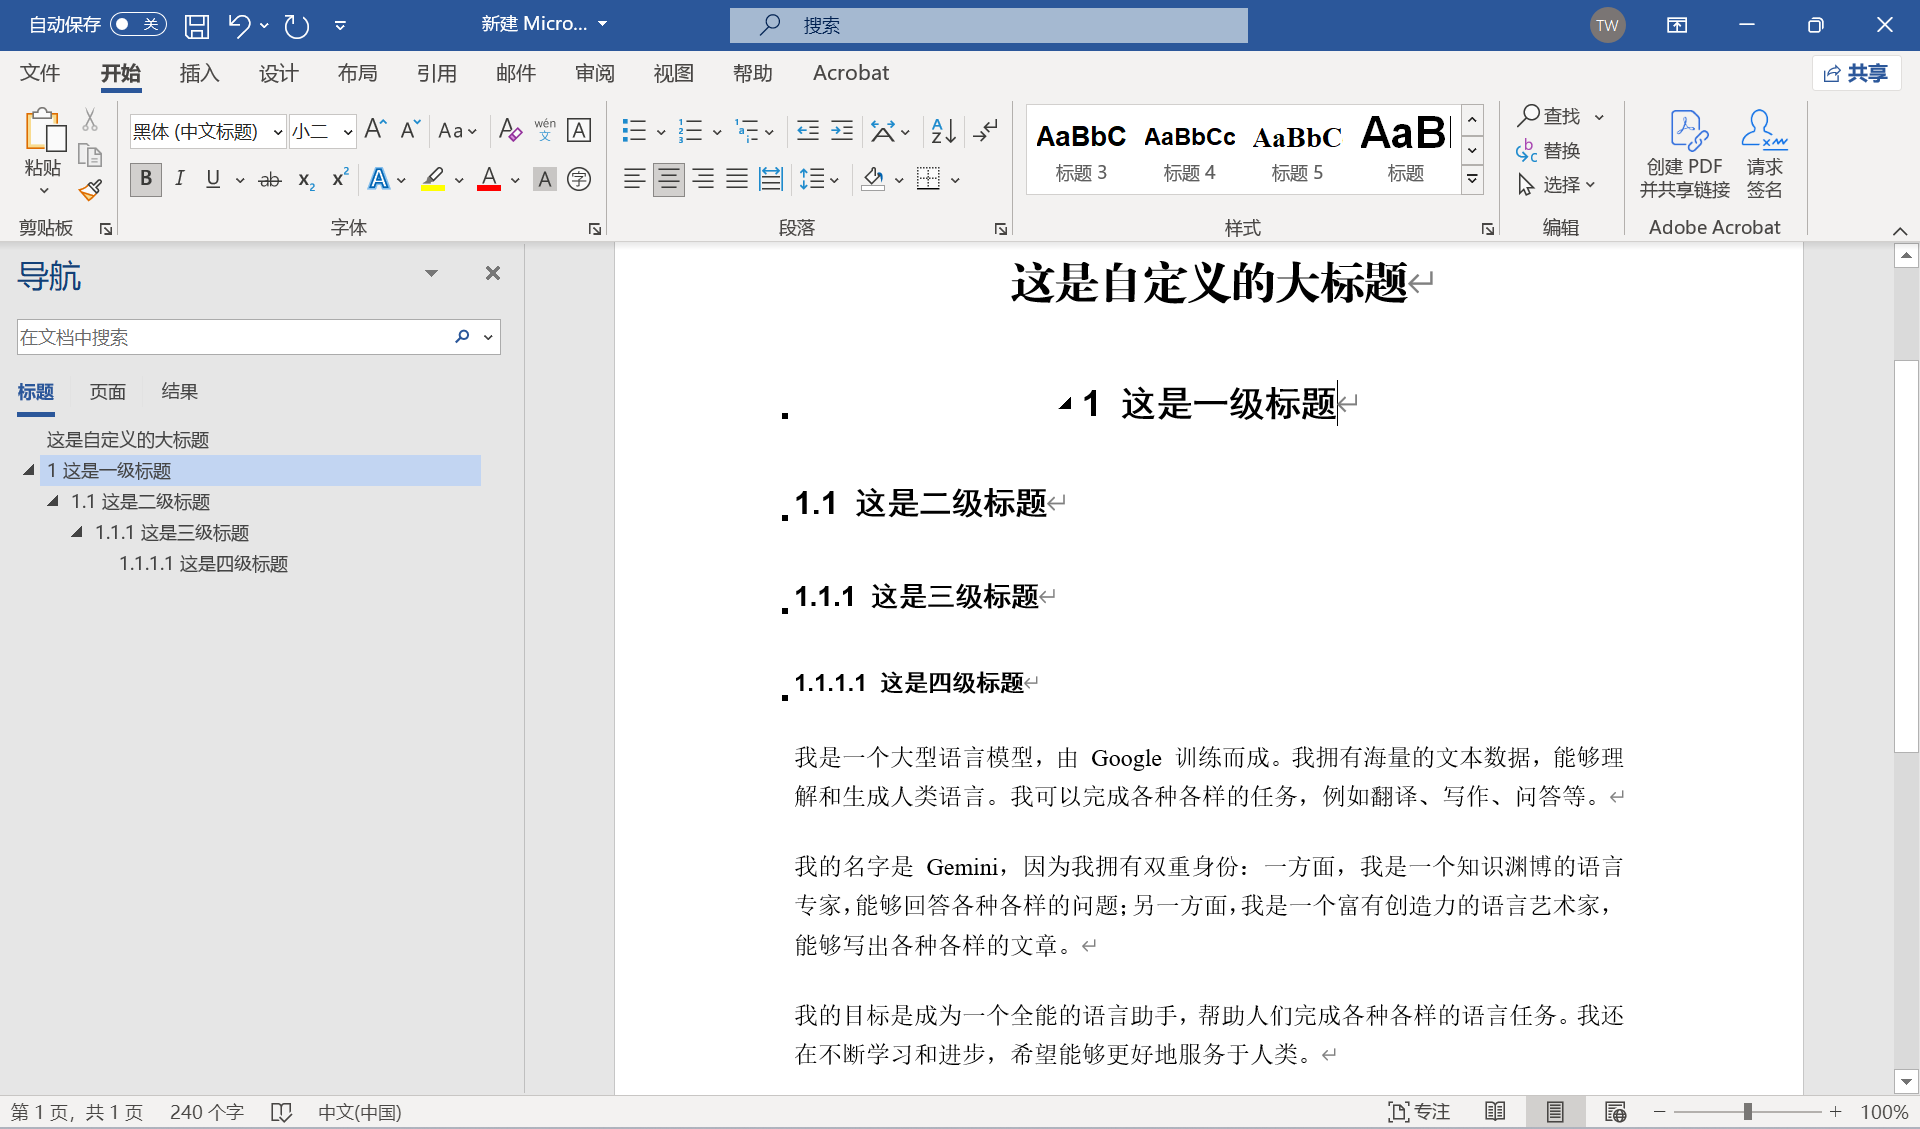 自动保存 关 新建 Micro... 搜索 TW
文件 开始 插入 设计 布局 引用 邮件 审阅 视图 帮助 Acrobat 共享
黑体 (中文标题) 小二 Aa wén 文 A
AaBbC AaBbCc AaBbC AaB
标题 3 标题 4 标题 5 标题
查找
替换
选择
粘贴
B I U ab x₂ x² A A A 字
创建 PDF
并共享链接
请求
签名
剪贴板 字体 段落 样式 编辑 Adobe Acrobat
导航
在文档中搜索
标题 页面 结果
这是自定义的大标题
1 这是一级标题
1.1 这是二级标题
1.1.1 这是三级标题
1.1.1.1 这是四级标题
这是自定义的大标题
1 这是一级标题
1.1 这是二级标题
1.1.1 这是三级标题
1.1.1.1 这是四级标题
我是一个大型语言模型，由 Google 训练而成。我拥有海量的文本数据，能够理
解和生成人类语言。我可以完成各种各样的任务，例如翻译、写作、问答等。
我的名字是 Gemini，因为我拥有双重身份：一方面，我是一个知识渊博的语言
专家，能够回答各种各样的问题；另一方面，我是一个富有创造力的语言艺术家，
能够写出各种各样的文章。
我的目标是成为一个全能的语言助手，帮助人们完成各种各样的语言任务。我还
在不断学习和进步，希望能够更好地服务于人类。
第 1 页，共 1 页 240 个字 中文(中国) 专注 100%